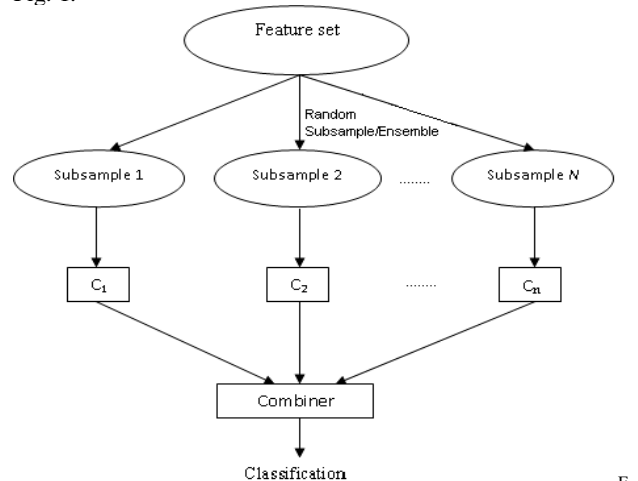 Feature set
Random
Subsample/Ensemble
Subsample 1
Subsample 2
........
Subsample N
C₁
C₂
........
Cₙ
Combiner
Classification